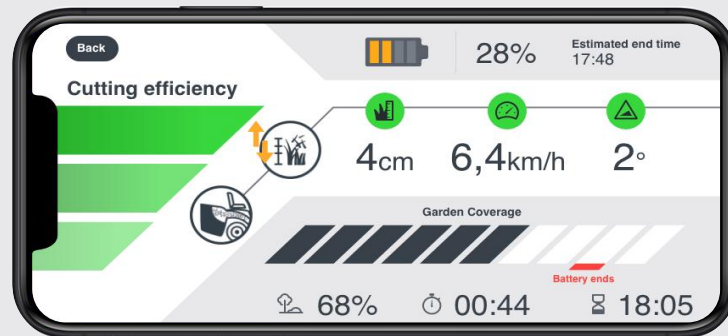 Back
28%
Estimated end time
17:48
Cutting efficiency
4cm
6,4km/h
2°
Garden Coverage
Battery ends
68%
00:44
18:05